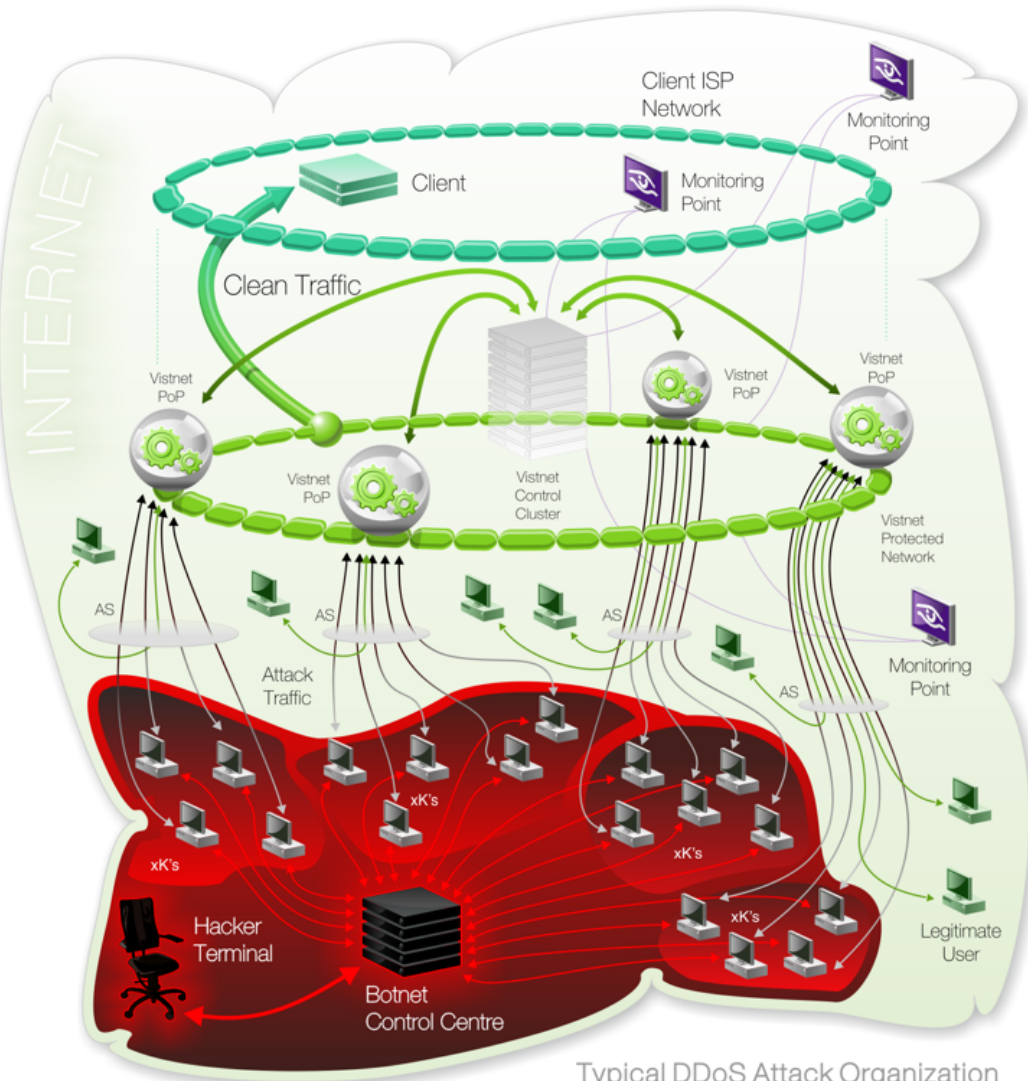 Client ISP
Network
Monitoring
Point
Client
Monitoring
Point
INTERNET
Clean Traffic
Vistnet
PoP
Vistnet
PoP
Vistnet
PoP
Vistnet
PoP
Vistnet
Control
Cluster
Vistnet
Protected
Network
AS
AS
AS
AS
Attack
Traffic
Monitoring
Point
xK's
xK's
xK's
xK's
Legitimate
User
Hacker
Terminal
Botnet
Control Centre
Typical DDoS Attack Organization